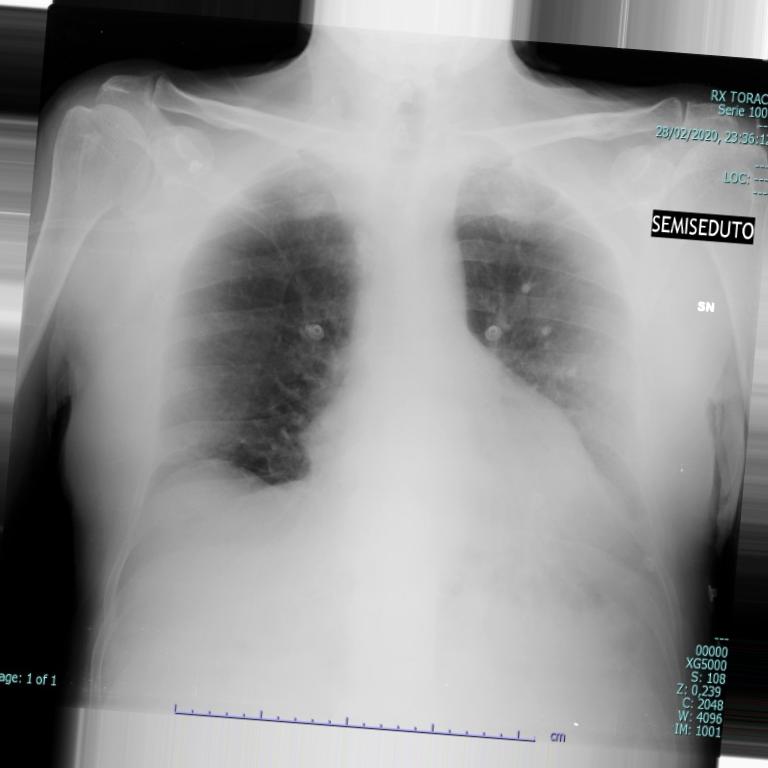 RX TORAC
Serie 100
---
28/02/2020, 23:36:12
---
LOC: ---
---
SEMISEDUTO
SN
---
00000
XG5000
S: 108
Z: 0,239
C: 2048
W: 4096
IM: 1001
age: 1 of 1
cm